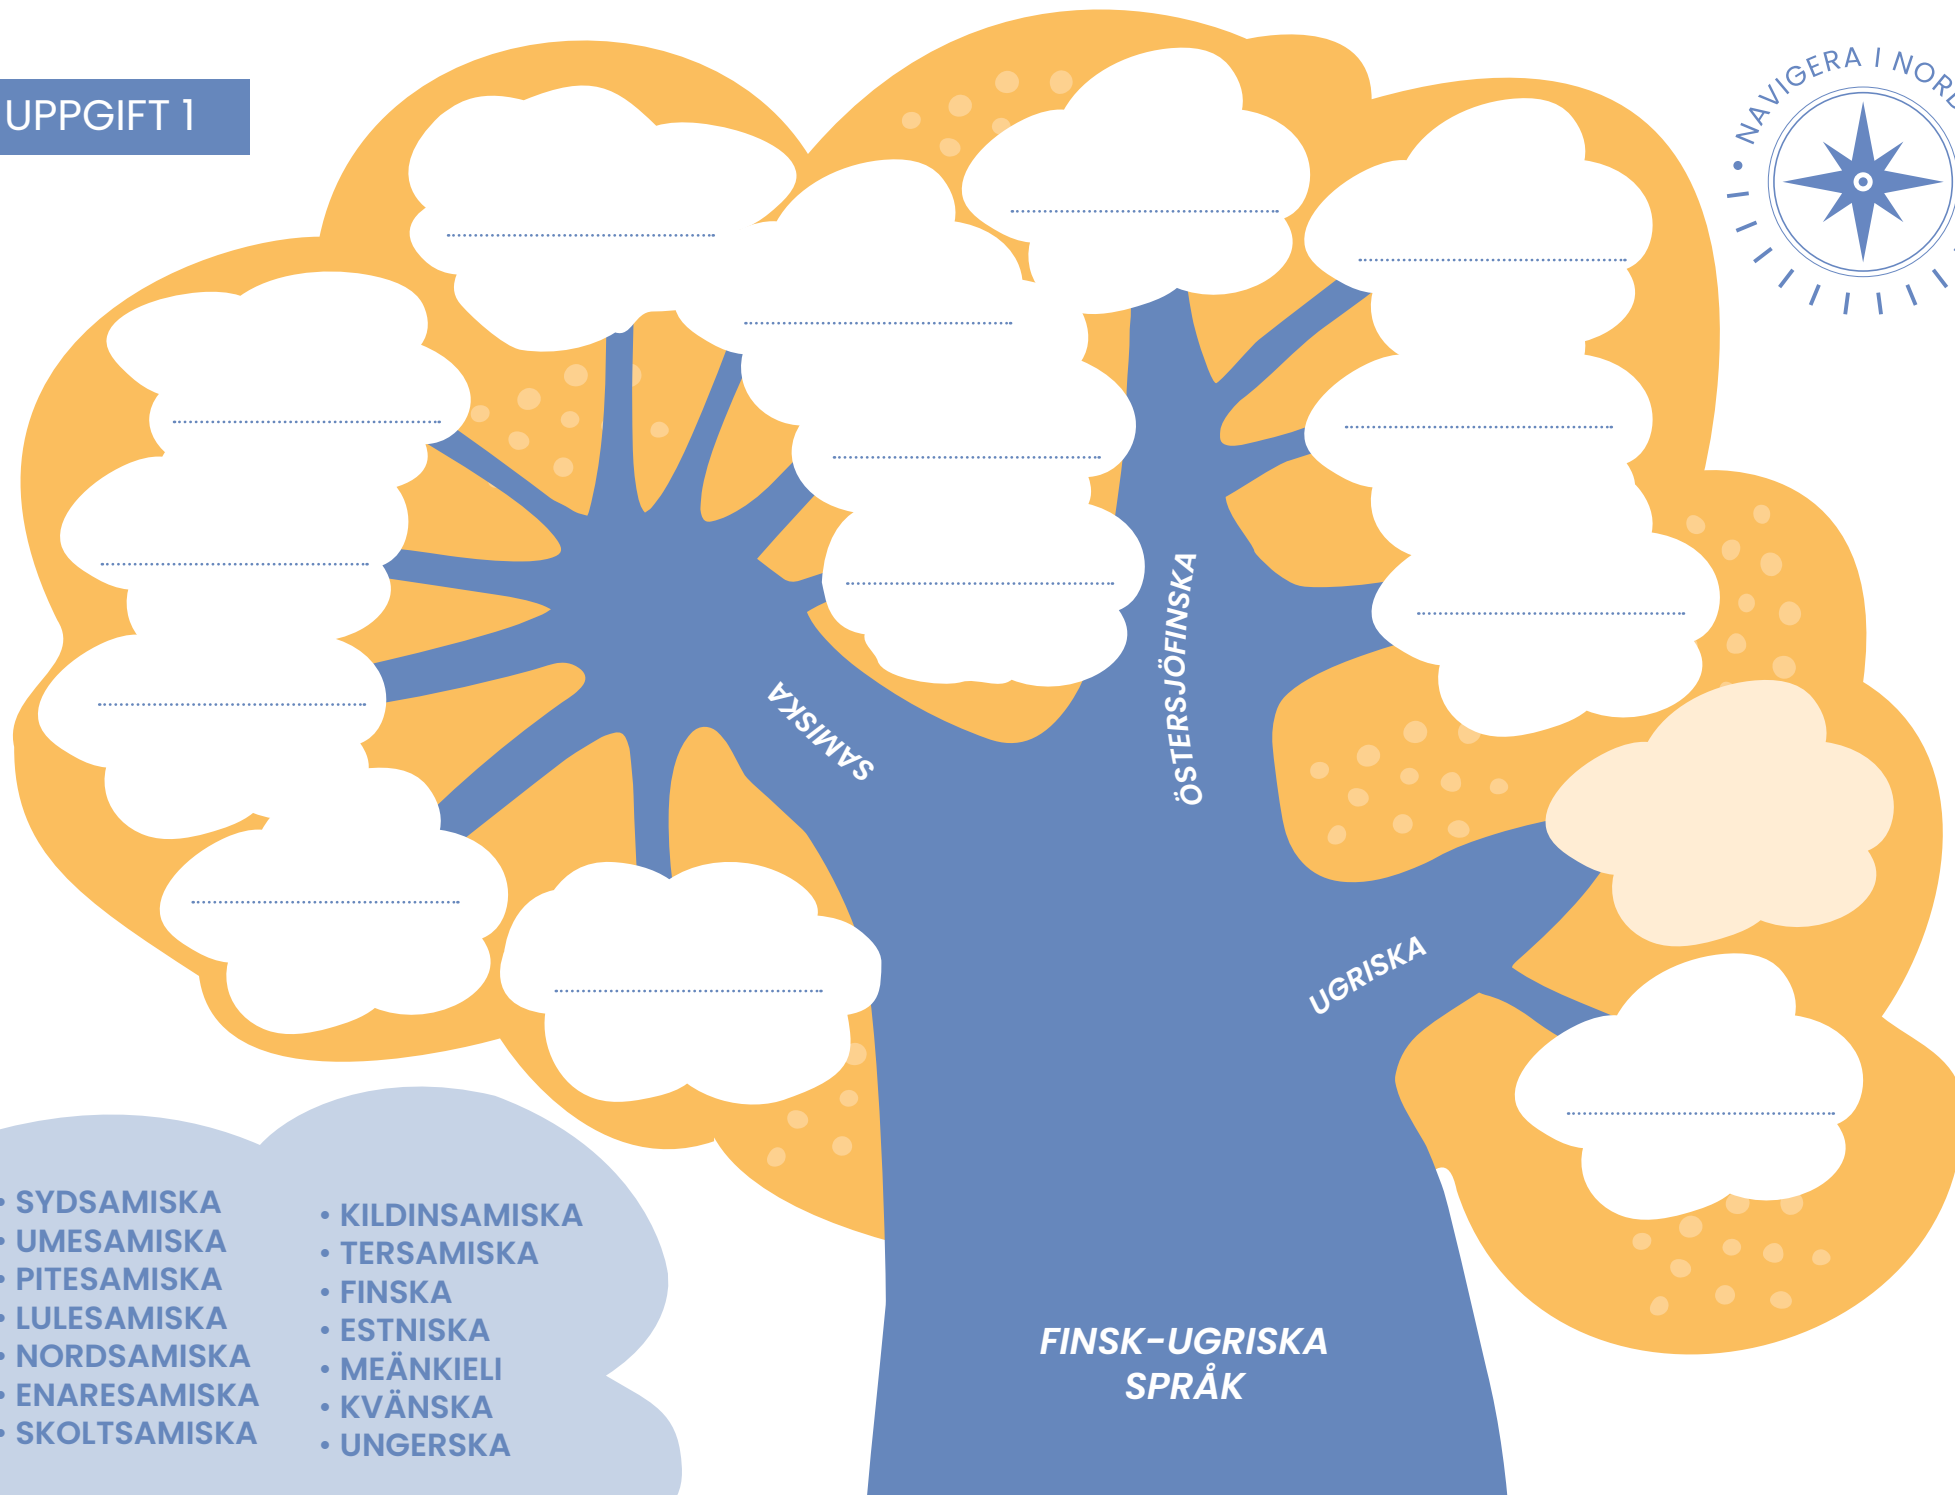 UPPGIFT 1
• NAVIGERA I NORD
SAMISKA
ÖSTERSJÖFINSKA
UGRISKA
FINSK-UGRISKA
SPRÅK
• SYDSAMISKA
• UMESAMISKA
• PITESAMISKA
• LULESAMISKA
• NORDSAMISKA
• ENARESAMISKA
• SKOLTSAMISKA
• KILDINSAMISKA
• TERSAMISKA
• FINSKA
• ESTNISKA
• MEÄNKIELI
• KVÄNSKA
• UNGERSKA